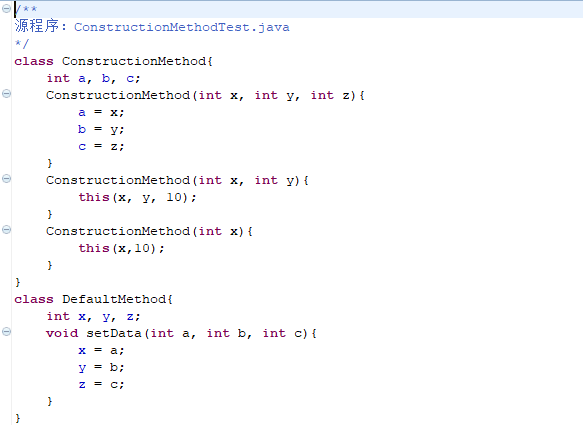 /**
源程序：ConstructionMethodTest.java
*/
class ConstructionMethod{
    int a, b, c;
    ConstructionMethod(int x, int y, int z){
        a = x;
        b = y;
        c = z;
    }
    ConstructionMethod(int x, int y){
        this(x, y, 10);
    }
    ConstructionMethod(int x){
        this(x,10);
    }
}
class DefaultMethod{
    int x, y, z;
    void setData(int a, int b, int c){
        x = a;
        y = b;
        z = c;
    }
}